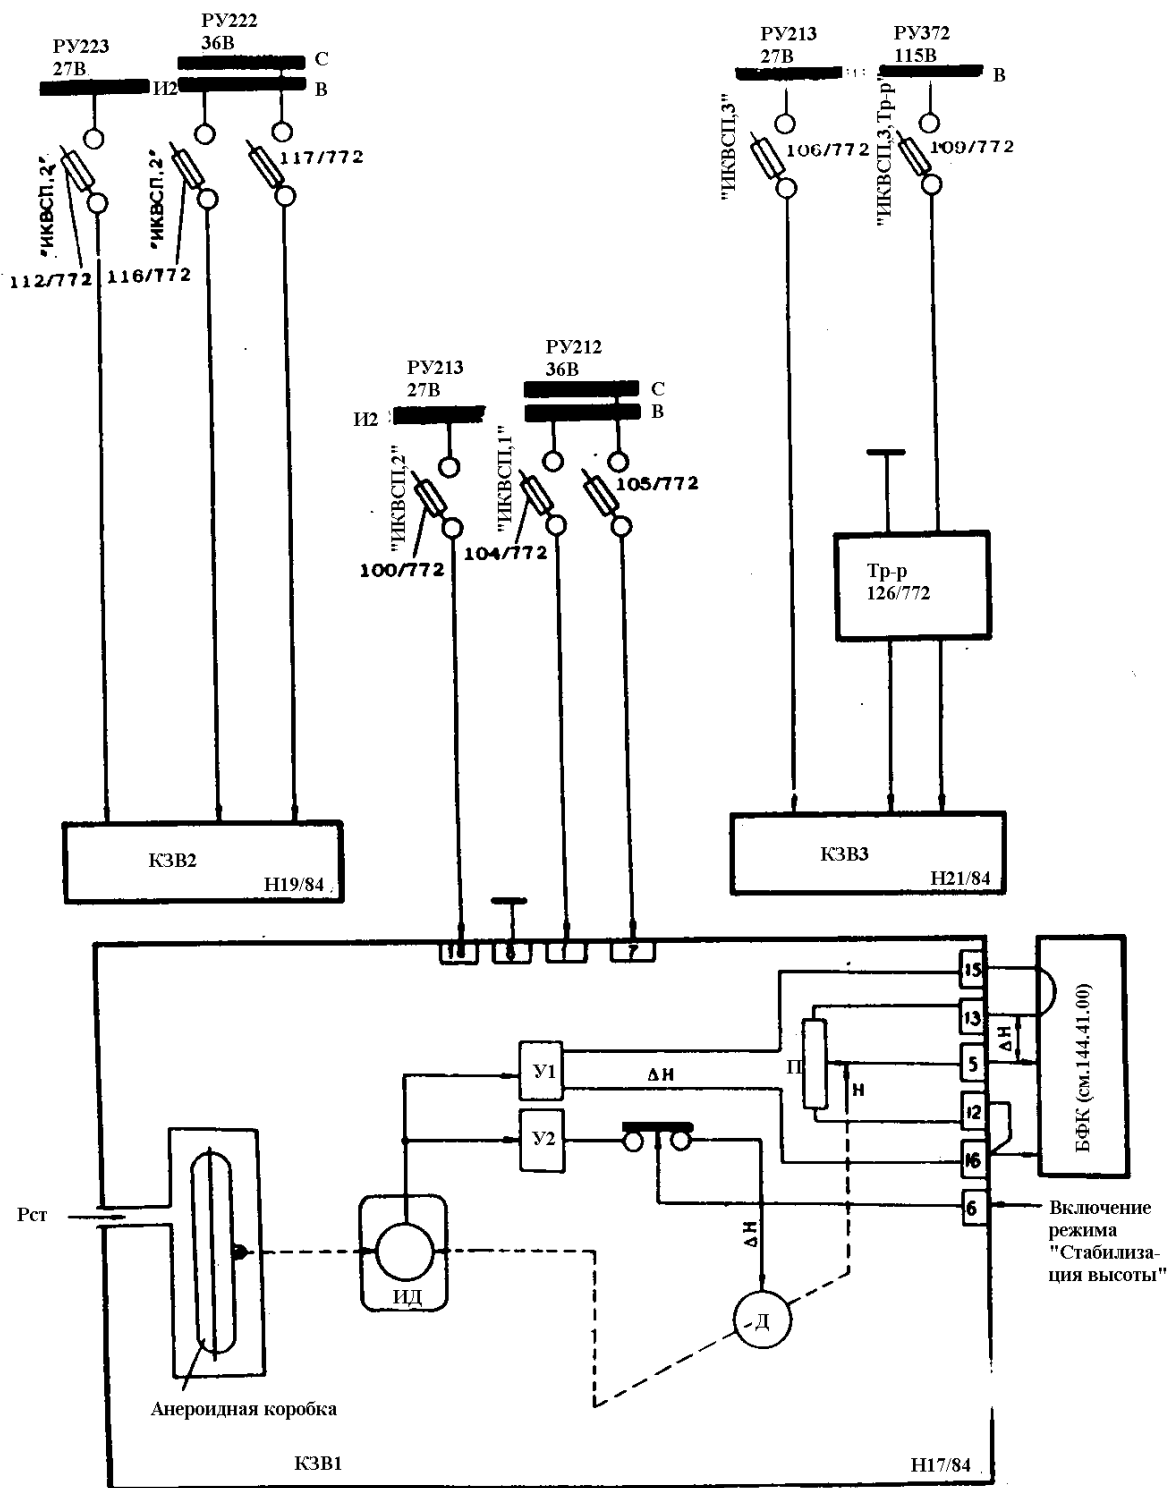 РУ223
27В
РУ222
36В
С
И2
В
"ИКВСП.2"
"ИКВСП.2"
117/772
112/772
116/772
РУ213
27В
РУ372
115В
В
"ИКВСП,3"
106/772
"ИКВСП,3,Тр-р"
109/772
РУ213
27В
РУ212
36В
С
И2
В
"ИКВСП,2"
"ИКВСП,1"
105/772
100/772
104/772
Тр-р
126/772
КЗВ2
Н19/84
КЗВ3
Н21/84
7
15
13
ΔН
5
12
16
6
БФК (см.144.41.00)
У1
ΔН
П
Н
У2
Рст
ΔН
Включение
режима
"Стабилиза-
ция высоты"
ИД
Д
Анероидная коробка
КЗВ1
Н17/84